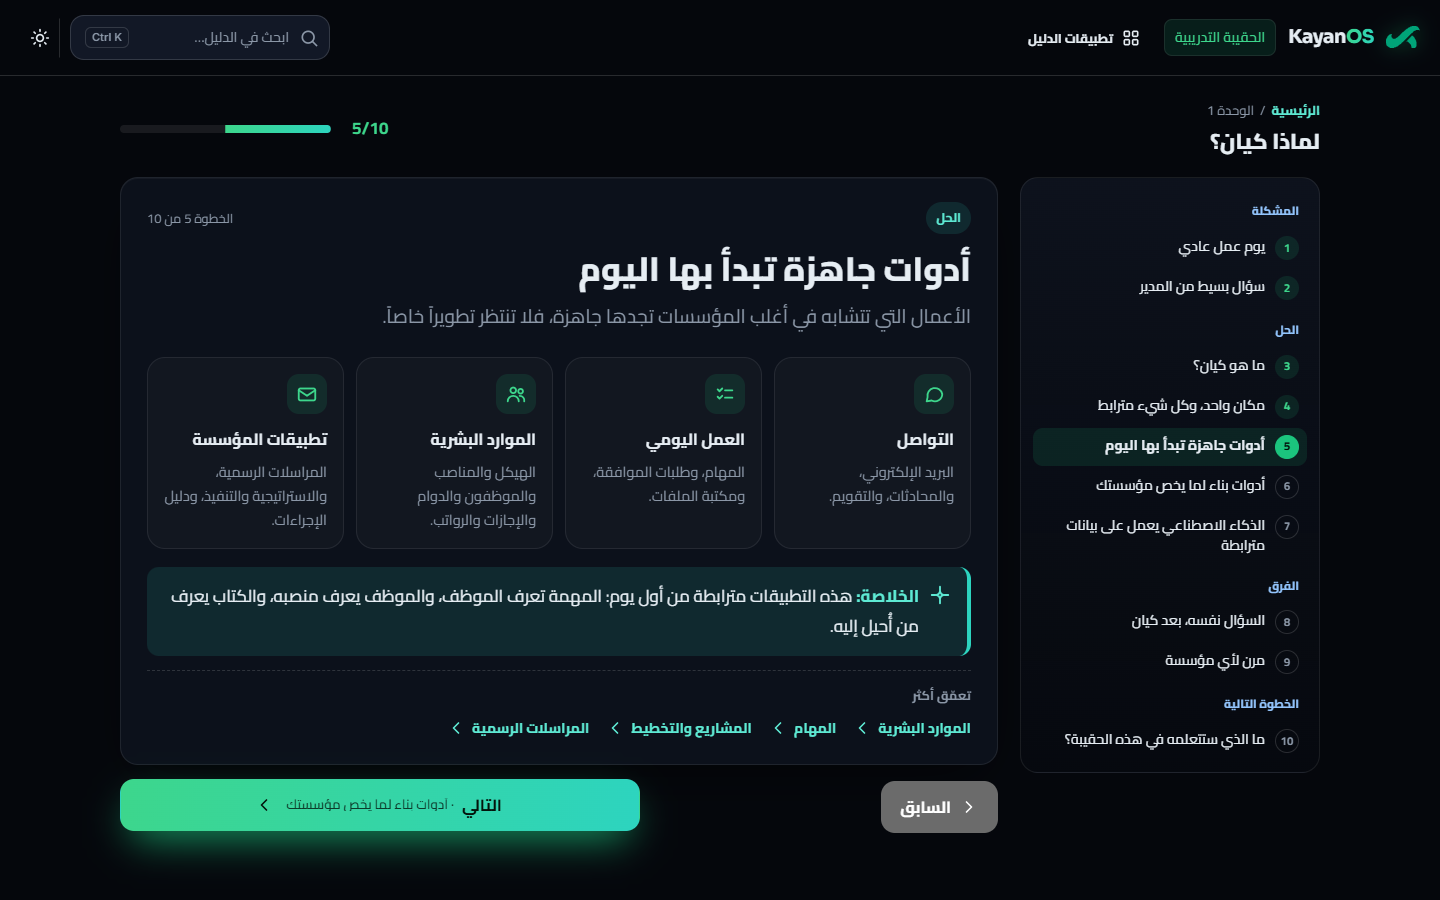 KayanOS
الحقيبة التدريبية
تطبيقات الدليل
ابحث في الدليل...
Ctrl K
الرئيسية / الوحدة 1
لماذا كيان؟
5/10
المشكلة
1 يوم عمل عادي
2 سؤال بسيط من المدير
الحل
3 ما هو كيان؟
4 مكان واحد، وكل شيء مترابط
5 أدوات جاهزة تبدأ بها اليوم
6 أدوات بناء لما يخص مؤسستك
7 الذكاء الاصطناعي يعمل على بيانات
مترابطة
الفرق
8 السؤال نفسه، بعد كيان
9 مرن لأي مؤسسة
الخطوة التالية
10 ما الذي ستتعلمه في هذه الحقيبة؟
الحل
الخطوة 5 من 10
أدوات جاهزة تبدأ بها اليوم
الأعمال التي تتشابه في أغلب المؤسسات تجدها جاهزة، فلا تنتظر تطويراً خاصاً.
التواصل
البريد الإلكتروني،
والمحادثات، والتقويم.
العمل اليومي
المهام، وطلبات الموافقة،
ومكتبة الملفات.
الموارد البشرية
الهيكل والمناصب
والموظفون والدوام
والإجازات والرواتب.
تطبيقات المؤسسة
المراسلات الرسمية،
والاستراتيجية والتنفيذ، ودليل
الإجراءات.
الخلاصة: هذه التطبيقات مترابطة من أول يوم: المهمة تعرف الموظف، والموظف يعرف منصبه، والكتاب يعرف
من أُحيل إليه.
تعمّق أكثر
الموارد البشرية
المهام
المشاريع والتخطيط
المراسلات الرسمية
السابق
التالي · أدوات بناء لما يخص مؤسستك